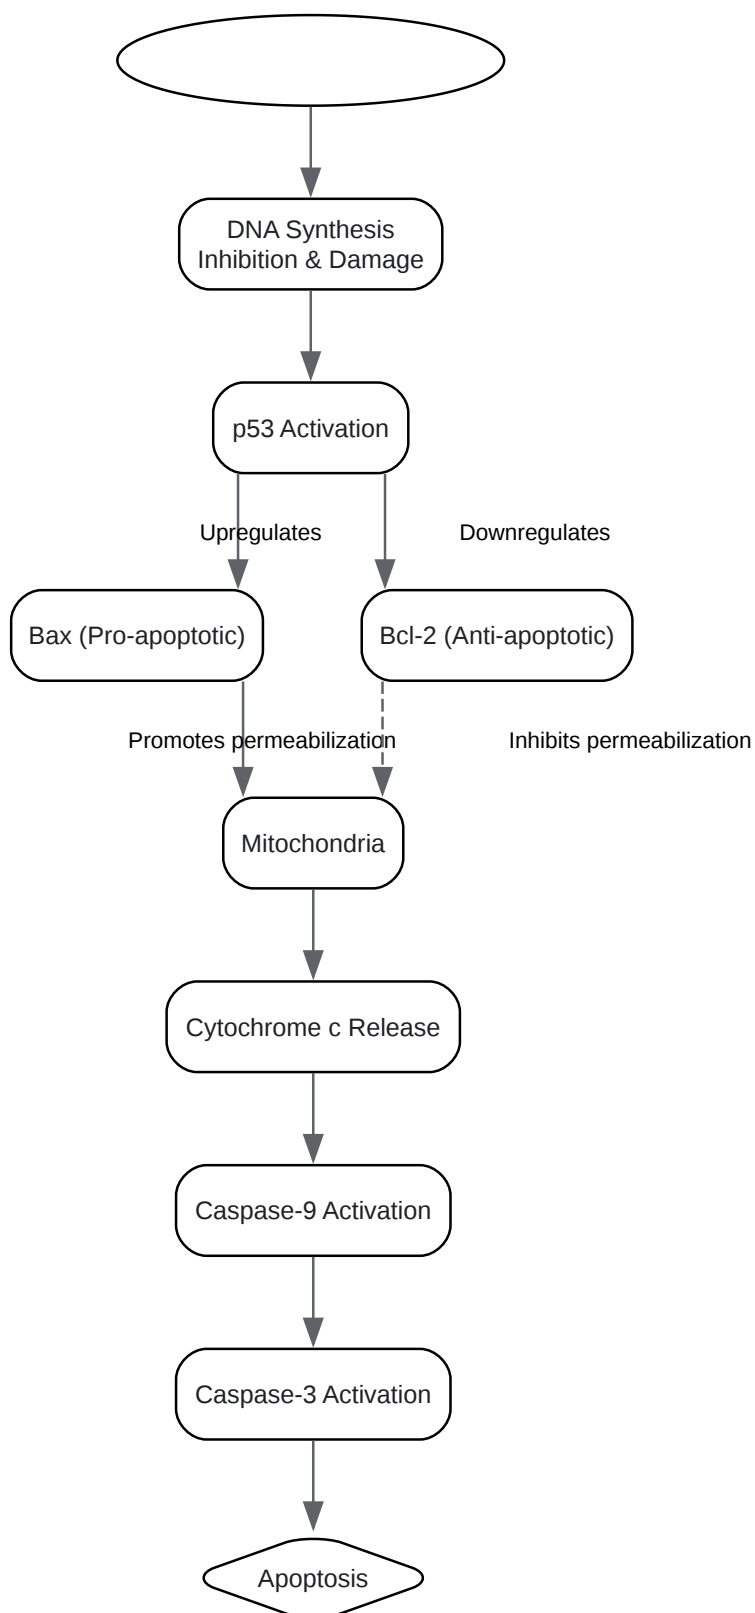 DNA Synthesis
Inhibition & Damage
p53 Activation
Upregulates
Downregulates
Bax (Pro-apoptotic)
Bcl-2 (Anti-apoptotic)
Promotes permeabilization
Inhibits permeabilization
Mitochondria
Cytochrome c Release
Caspase-9 Activation
Caspase-3 Activation
Apoptosis